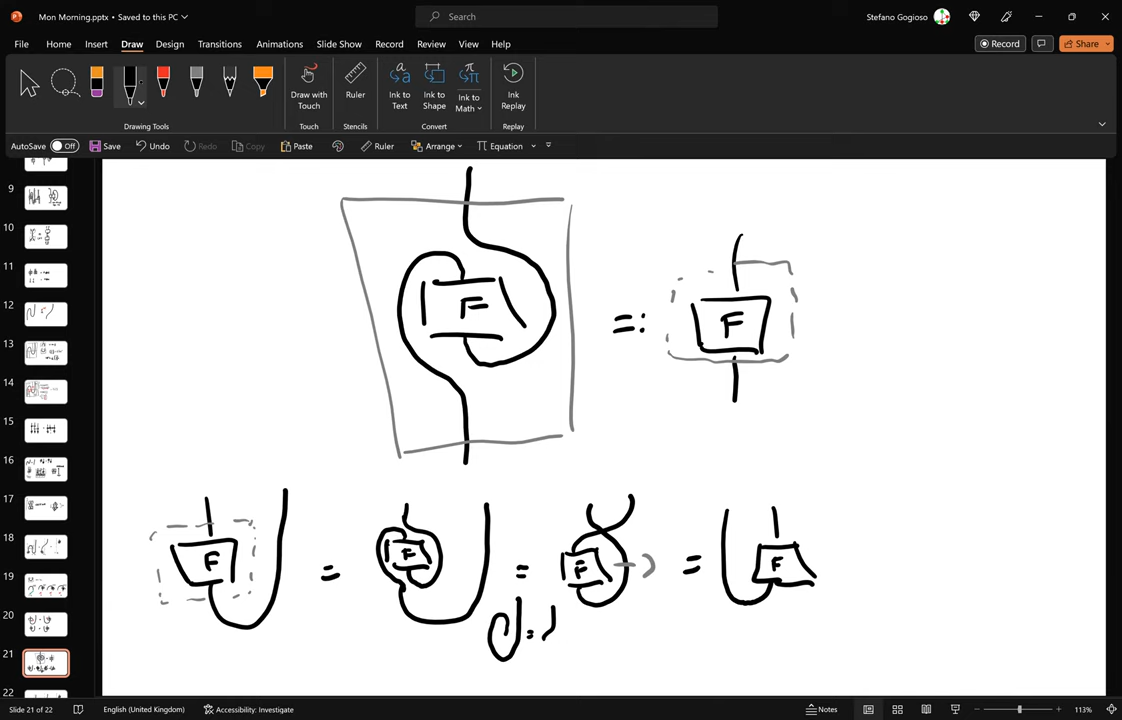 Mon Morning.pptx • Saved to this PC
Search
Stefano Gogioso
File Home Insert Draw Design Transitions Animations Slide Show Record Review View Help
Record
Share
Draw with Touch
Ruler
Ink to Text
Ink to Shape
Ink to Math
Ink Replay
Drawing Tools
Touch
Stencils
Convert
Replay
AutoSave Off Save Undo Redo Copy Paste Ruler Arrange Equation
9
10
11
12
13
14
15
16
17
18
19
20
21
22
F =: F
F = F = F = F
=
Slide 21 of 22
English (United Kingdom)
Accessibility: Investigate
Notes
113%